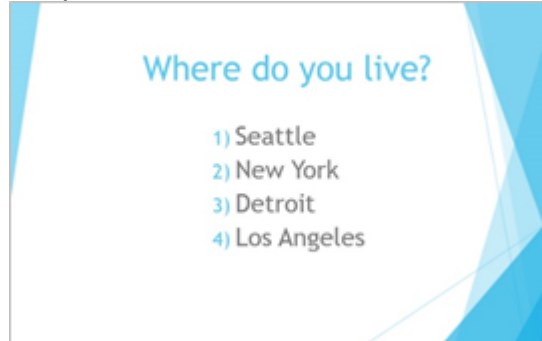 Where do you live?
1) Seattle
2) New York
3) Detroit
4) Los Angeles